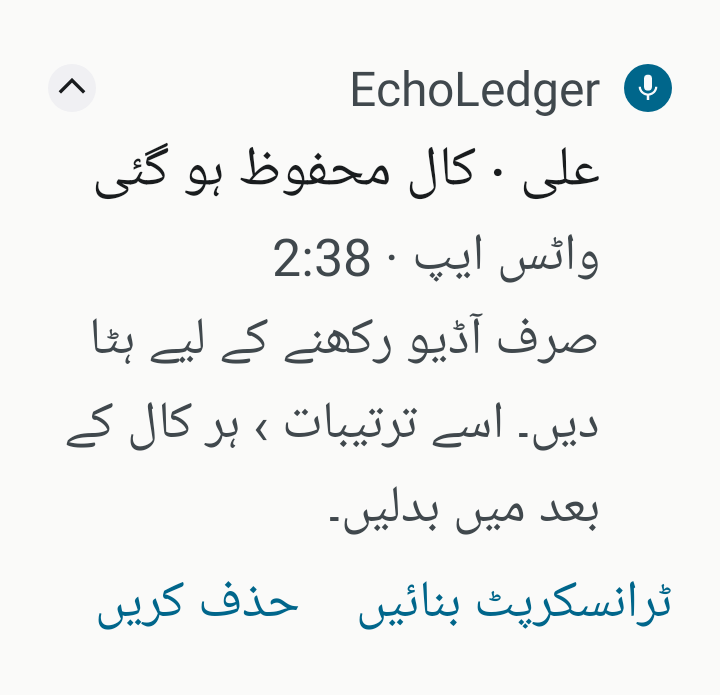 EchoLedger
علی · کال محفوظ ہو گئی
واٹس ایپ · 2:38
صرف آڈیو رکھنے کے لیے ہٹا
دیں۔ اسے ترتیبات › ہر کال کے
بعد میں بدلیں۔
ٹرانسکرپٹ بنائیں حذف کریں